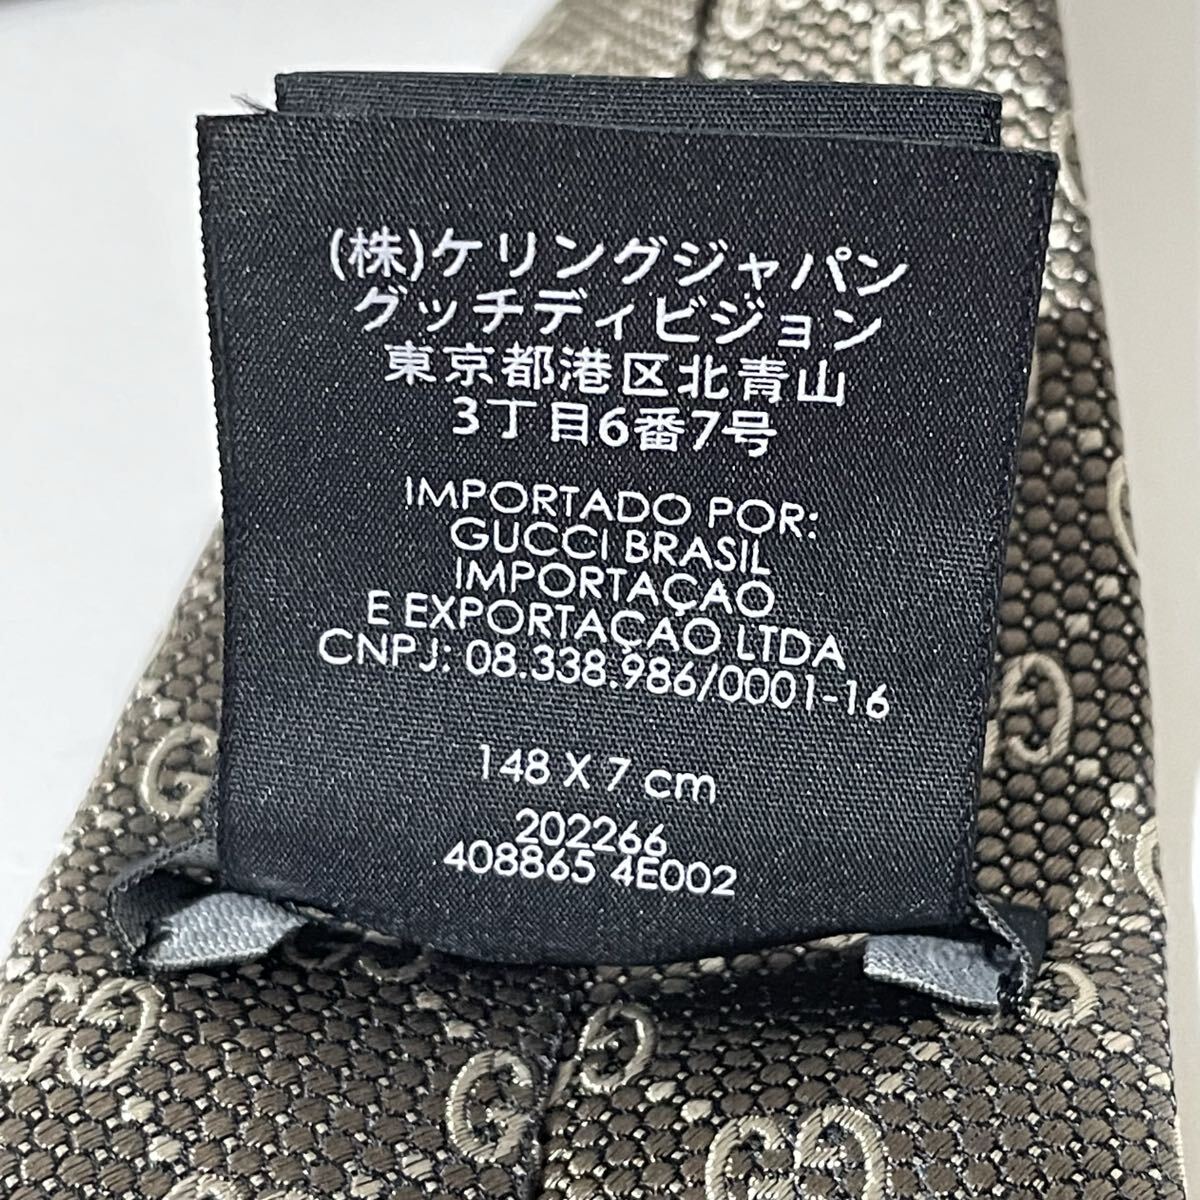 (株)ケリングジャパン
グッチディビジョン
東京都港区北青山
3丁目6番7号
IMPORTADO POR:
GUCCI BRASIL
IMPORTAÇAO
E EXPORTAÇAO LTDA
CNPJ: 08.338.986/0001-16
148 X 7 cm
202266
408865 4E002